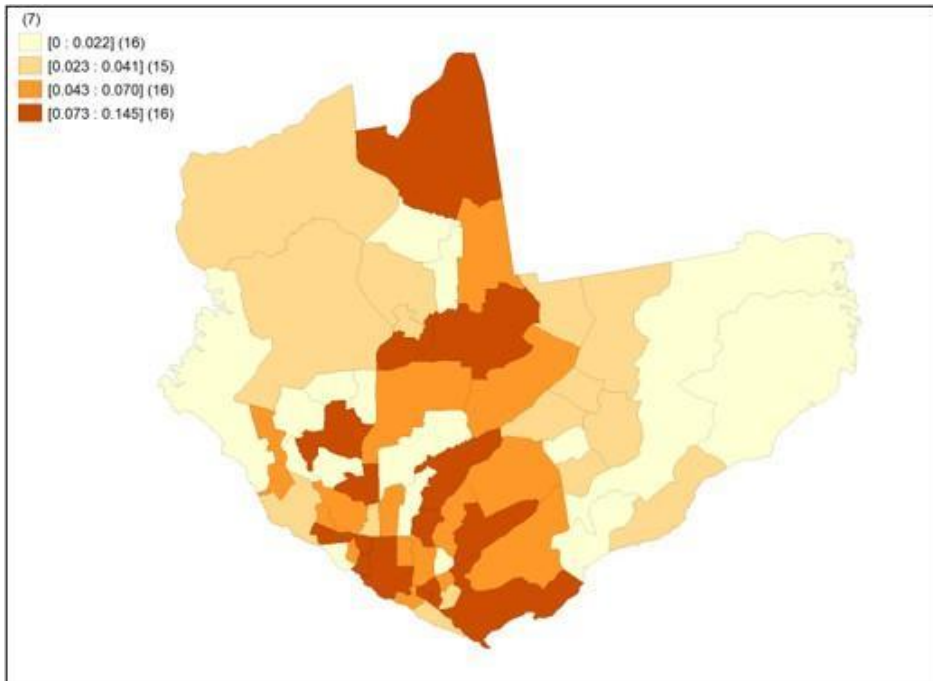 (7)
[0 : 0.022] (16)
[0.023 : 0.041] (15)
[0.043 : 0.070] (16)
[0.073 : 0.145] (16)